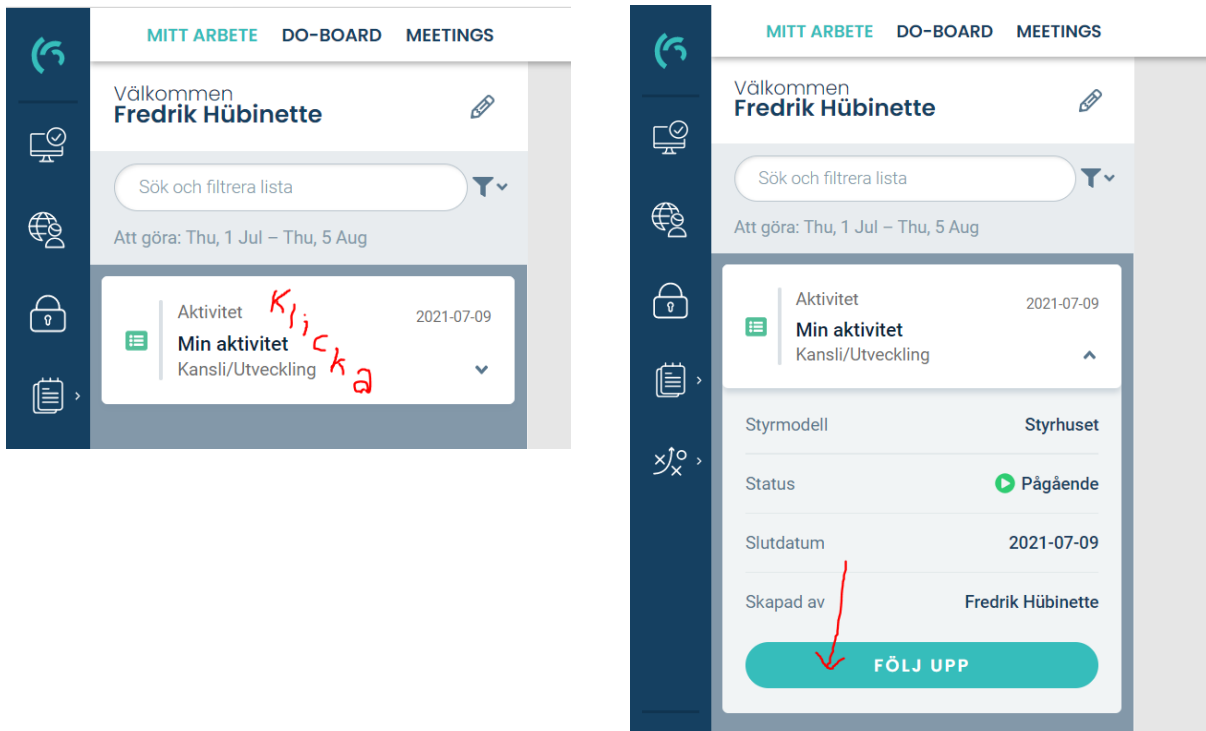 MITT ARBETE DO-BOARD MEETINGS
Välkommen
Fredrik Hübinette
Sök och filtrera lista
Att göra: Thu, 1 Jul – Thu, 5 Aug
Aktivitet
2021-07-09
Min aktivitet
Kansli/Utveckling
Klicka
MITT ARBETE DO-BOARD MEETINGS
Välkommen
Fredrik Hübinette
Sök och filtrera lista
Att göra: Thu, 1 Jul – Thu, 5 Aug
Aktivitet
2021-07-09
Min aktivitet
Kansli/Utveckling
Styrmodell Styrhuset
Status Pågående
Slutdatum 2021-07-09
Skapad av Fredrik Hübinette
FÖLJ UPP